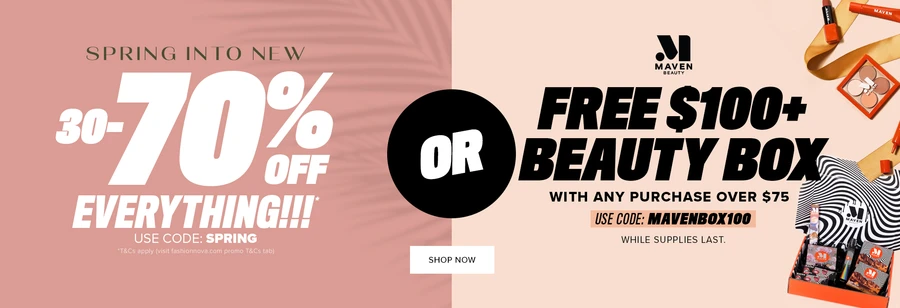 SPRING INTO NEW
30-70%
OFF
EVERYTHING!!!*
USE CODE: SPRING
*T&Cs apply (visit fashionnova.com promo T&Cs tab)
OR
SHOP NOW
MAVEN
BEAUTY
FREE $100+
BEAUTY BOX
WITH ANY PURCHASE OVER $75
USE CODE: MAVENBOX100
WHILE SUPPLIES LAST.
MAVEN